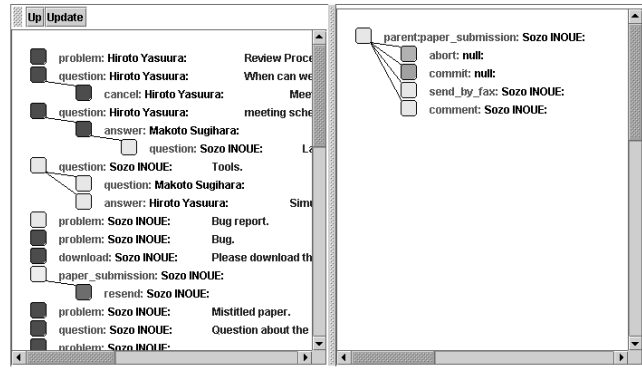 Up Update
problem: Hiroto Yasuura: Review Proce
question: Hiroto Yasuura: When can we
cancel: Hiroto Yasuura: Mee
question: Hiroto Yasuura: meeting sche
answer: Makoto Sugihara:
question: Sozo INOUE: La
question: Sozo INOUE: Tools.
question: Makoto Sugihara:
answer: Hiroto Yasuura: Simu
problem: Sozo INOUE: Bug report.
problem: Sozo INOUE: Bug.
download: Sozo INOUE: Please download th
paper_submission: Sozo INOUE:
resend: Sozo INOUE:
problem: Sozo INOUE: Mistitled paper.
question: Sozo INOUE: Question about the
problem: Sozo INOUE:
parent:paper_submission: Sozo INOUE:
abort: null:
commit: null:
send_by_fax: Sozo INOUE:
comment: Sozo INOUE: